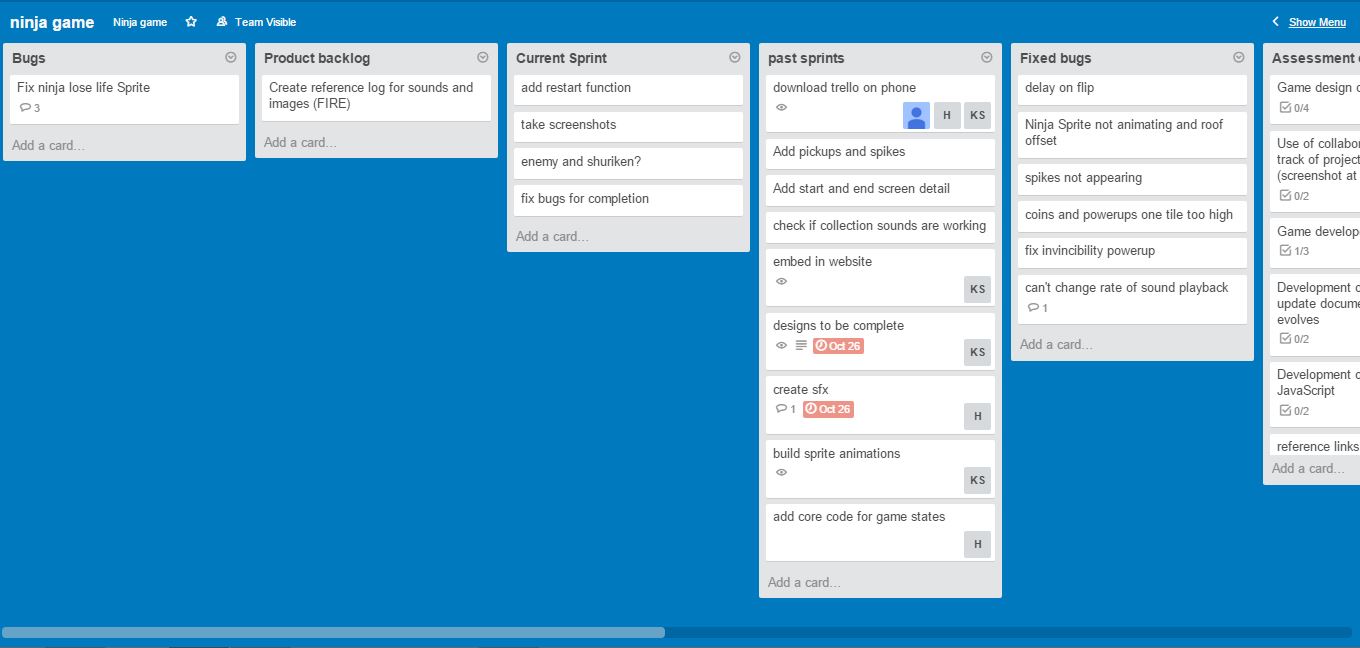 ninja game
Ninja game
Team Visible
Show Menu
Bugs
Fix ninja lose life Sprite
3
Add a card...
Product backlog
Create reference log for sounds and
images (FIRE)
Add a card...
Current Sprint
add restart function
take screenshots
enemy and shuriken?
fix bugs for completion
Add a card...
past sprints
download trello on phone
H
KS
Add pickups and spikes
Add start and end screen detail
check if collection sounds are working
embed in website
KS
designs to be complete
Oct 26
KS
create sfx
1
Oct 26
H
build sprite animations
KS
add core code for game states
H
Add a card...
Fixed bugs
delay on flip
Ninja Sprite not animating and roof
offset
spikes not appearing
coins and powerups one tile too high
fix invincibility powerup
can't change rate of sound playback
1
Add a card...
Assessment
Game design
0/4
Use of collabor
track of project
(screenshot at
0/2
Game develop
1/3
Development
update docume
evolves
0/2
Development
JavaScript
0/2
reference links
Add a card...